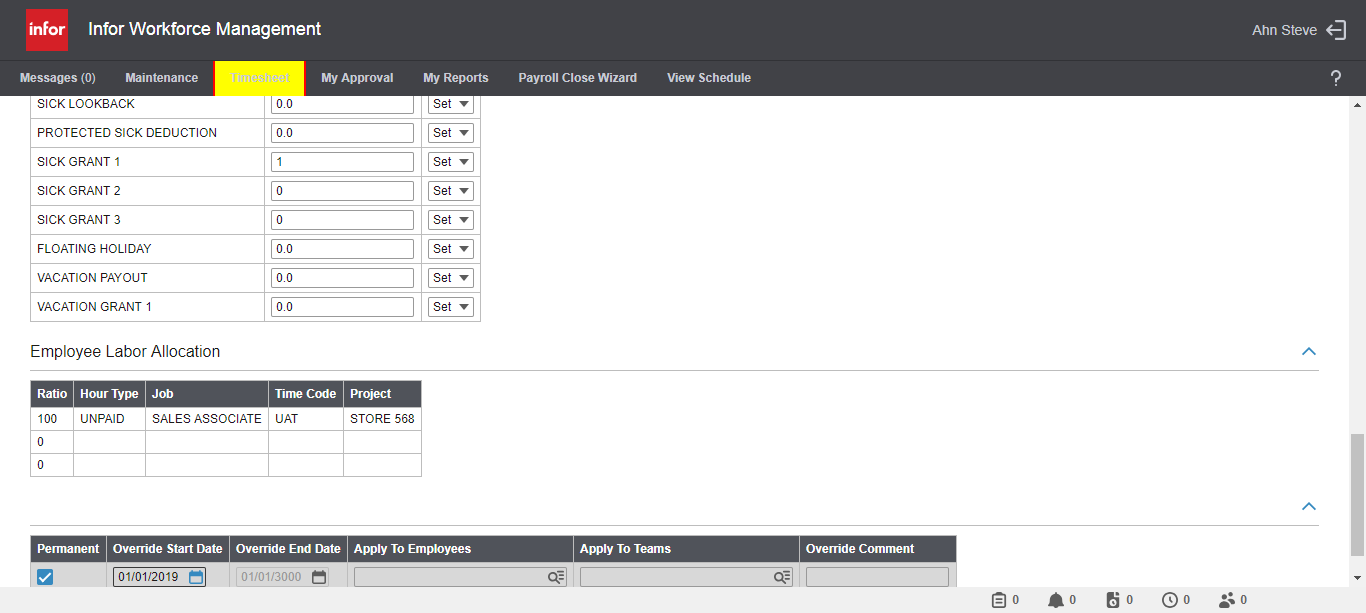 infor Infor Workforce Management Ahn Steve
Messages (0) Maintenance Timesheet My Approval My Reports Payroll Close Wizard View Schedule ?
SICK LOOKBACK 0.0 Set
PROTECTED SICK DEDUCTION 0.0 Set
SICK GRANT 1 1 Set
SICK GRANT 2 0 Set
SICK GRANT 3 0 Set
FLOATING HOLIDAY 0.0 Set
VACATION PAYOUT 0.0 Set
VACATION GRANT 1 0.0 Set
Employee Labor Allocation
Ratio Hour Type Job Time Code Project
100 UNPAID SALES ASSOCIATE UAT STORE 568
0
0
Permanent Override Start Date Override End Date Apply To Employees Apply To Teams Override Comment
01/01/2019 01/01/3000
0 0 0 0 0